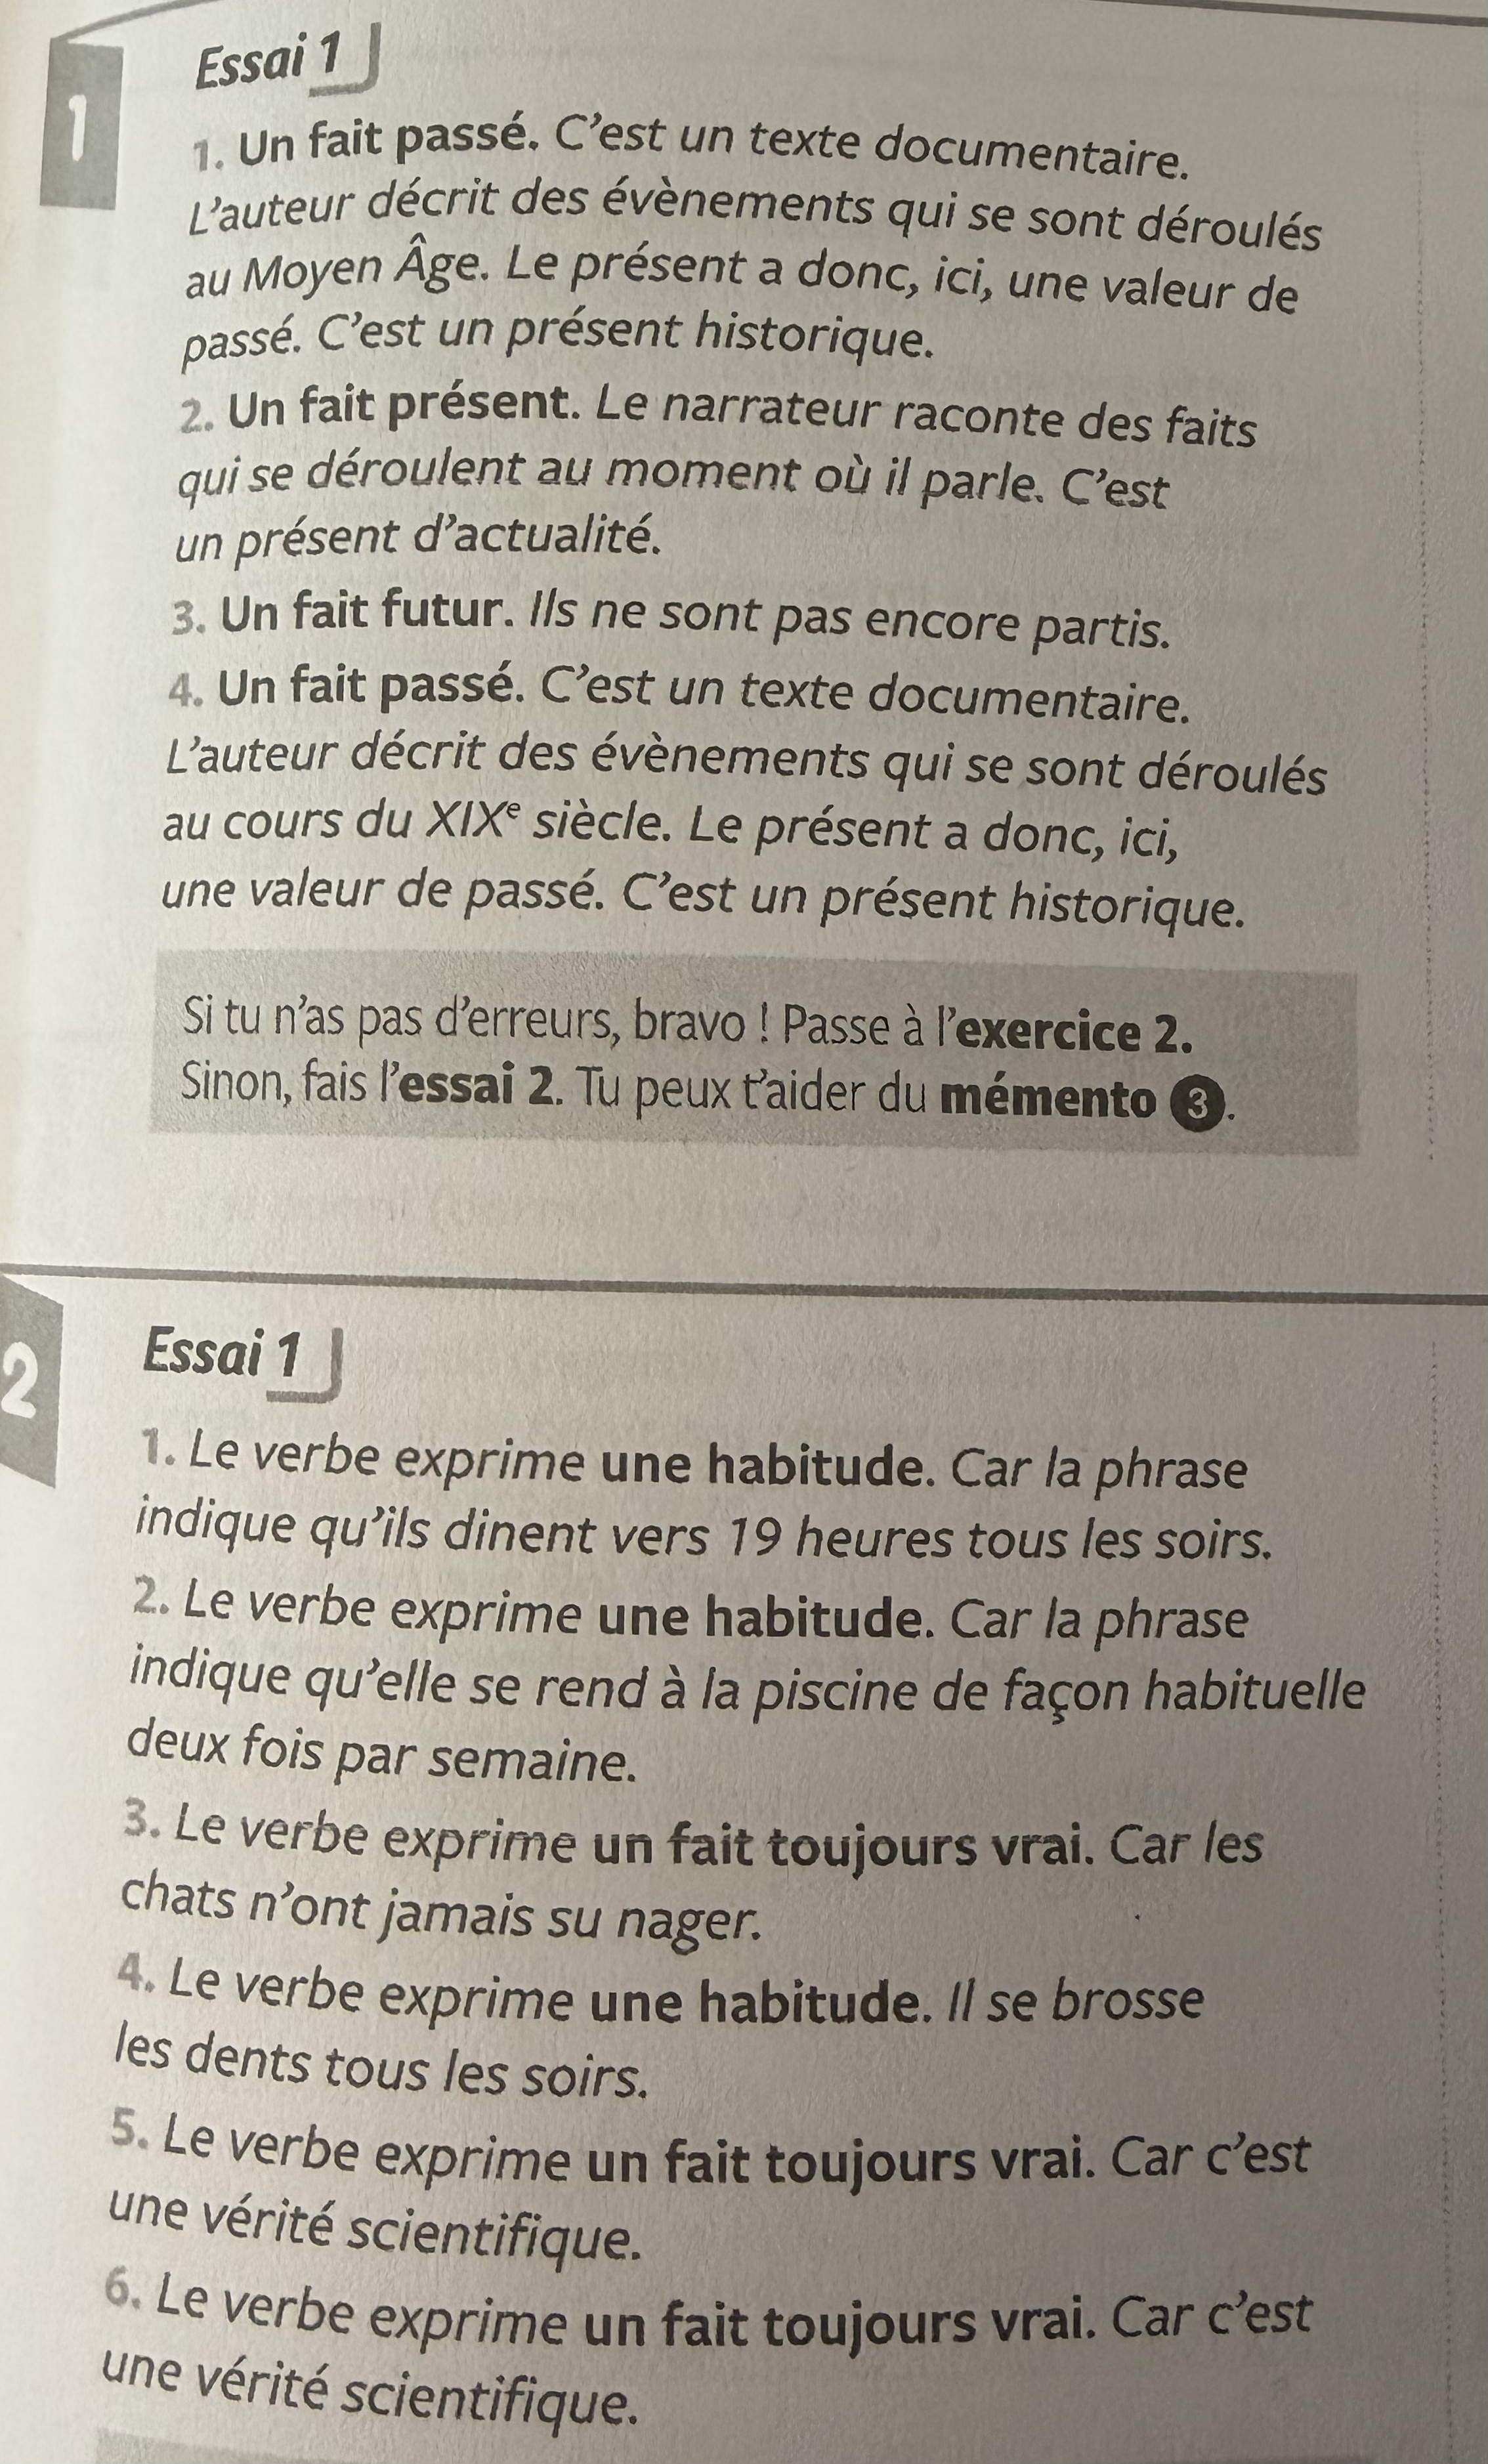 1
Essai 1
1. Un fait passé. C'est un texte documentaire.
L'auteur décrit des évènements qui se sont déroulés
au Moyen Âge. Le présent a donc, ici, une valeur de
passé. C'est un présent historique.
2. Un fait présent. Le narrateur raconte des faits
qui se déroulent au moment où il parle. C'est
un présent d'actualité.
3. Un fait futur. Ils ne sont pas encore partis.
4. Un fait passé. C'est un texte documentaire.
L'auteur décrit des évènements qui se sont déroulés
au cours du XIXe siècle. Le présent a donc, ici,
une valeur de passé. C'est un présent historique.
Si tu n'as pas d'erreurs, bravo ! Passe à l'exercice 2.
Sinon, fais l'essai 2. Tu peux t'aider du mémento 3.
2
Essai 1
1. Le verbe exprime une habitude. Car la phrase
indique qu'ils dinent vers 19 heures tous les soirs.
2. Le verbe exprime une habitude. Car la phrase
indique qu'elle se rend à la piscine de façon habituelle
deux fois par semaine.
3. Le verbe exprime un fait toujours vrai. Car les
chats n'ont jamais su nager.
4. Le verbe exprime une habitude. Il se brosse
les dents tous les soirs.
5. Le verbe exprime un fait toujours vrai. Car c'est
une vérité scientifique.
6. Le verbe exprime un fait toujours vrai. Car c'est
une vérité scientifique.